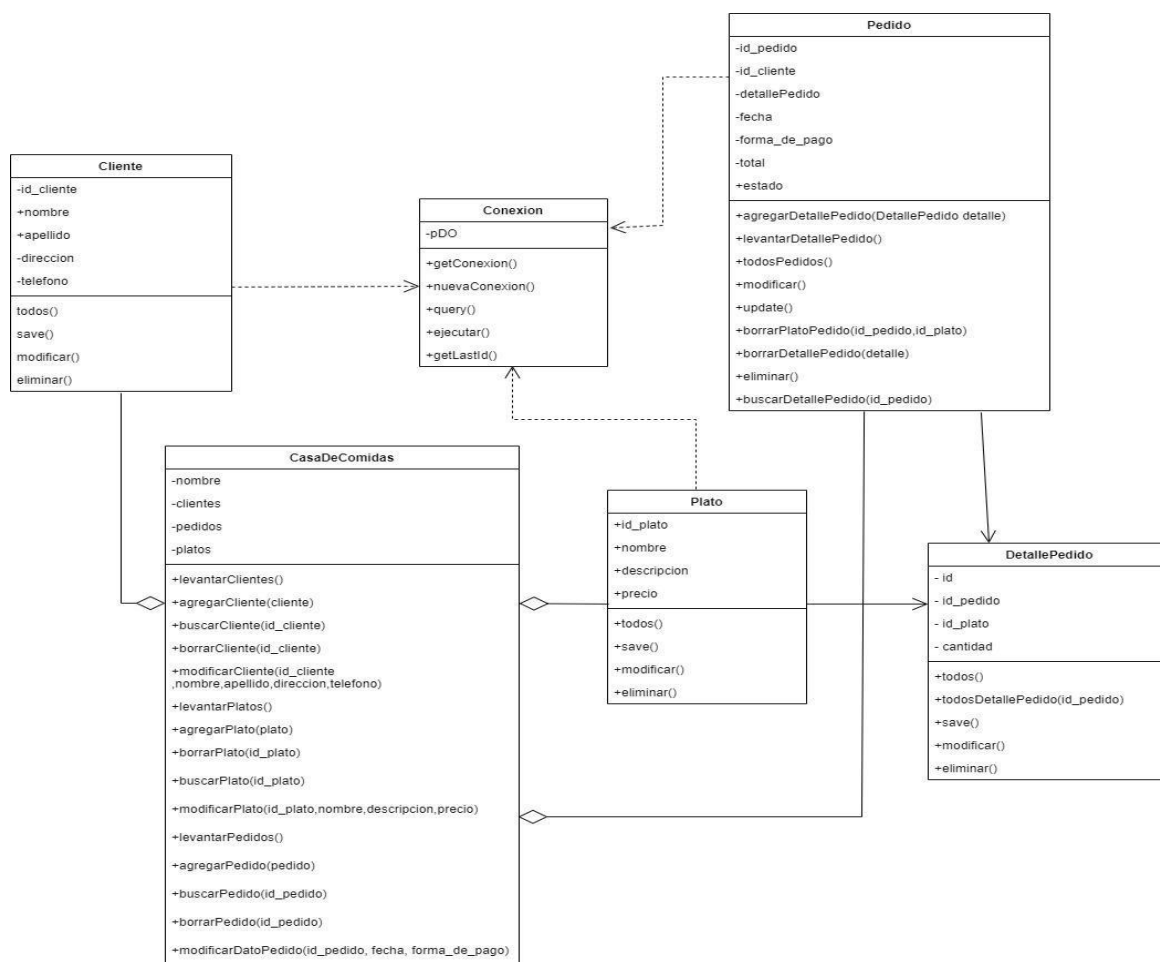 Pedido
-id_pedido
-id_cliente
-detallePedido
-fecha
-forma_de_pago
-total
+estado
+agregarDetallePedido(DetallePedido detalle)
+levantarDetallePedido()
+todosPedidos()
+modificar()
+update()
+borrarPlatoPedido(id_pedido,id_plato)
+borrarDetallePedido(detalle)
+eliminar()
+buscarDetallePedido(id_pedido)
Cliente
-id_cliente
+nombre
+apellido
-direccion
-telefono
todos()
save()
modificar()
eliminar()
Conexion
-pDO
+getConexion()
+nuevaConexion()
+query()
+ejecutar()
+getLastId()
CasaDeComidas
-nombre
-clientes
-pedidos
-platos
+levantarClientes()
+agregarCliente(cliente)
+buscarCliente(id_cliente)
+borrarCliente(id_cliente)
+modificarCliente(id_cliente
,nombre,apellido,direccion,telefono)
+levantarPlatos()
+agregarPlato(plato)
+borrarPlato(id_plato)
+buscarPlato(id_plato)
+modificarPlato(id_plato,nombre,descripcion,precio)
+levantarPedidos()
+agregarPedido(pedido)
+buscarPedido(id_pedido)
+borrarPedido(id_pedido)
+modificarDatoPedido(id_pedido, fecha, forma_de_pago)
Plato
+id_plato
+nombre
+descripcion
+precio
+todos()
+save()
+modificar()
+eliminar()
DetallePedido
- id
- id_pedido
- id_plato
- cantidad
+todos()
+todosDetallePedido(id_pedido)
+save()
+modificar()
+eliminar()